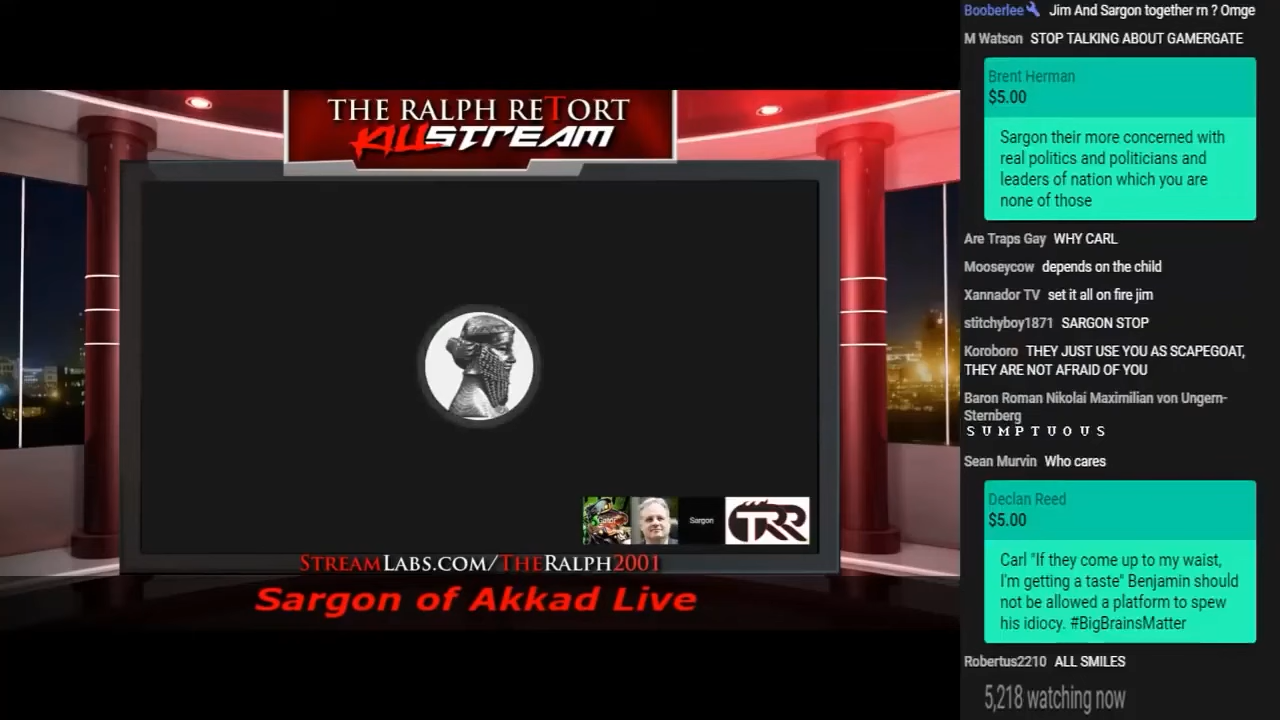 Booberlee Jim And Sargon together rn ? Omge
M Watson STOP TALKING ABOUT GAMERGATE
Brent Herman
$5.00
Sargon their more concerned with
real politics and politicians and
leaders of nation which you are
none of those
Are Traps Gay WHY CARL
Mooseycow depends on the child
Xannador TV set it all on fire jim
stitchyboy1871 SARGON STOP
Koroboro THEY JUST USE YOU AS SCAPEGOAT,
THEY ARE NOT AFRAID OF YOU
Baron Roman Nikolai Maximilian von Ungern-
Sternberg
S U M P T U O U S
Sean Murvin Who cares
Declan Reed
$5.00
Carl "If they come up to my waist,
I'm getting a taste" Benjamin should
not be allowed a platform to spew
his idiocy. #BigBrainsMatter
Robertus2210 ALL SMILES
5,218 watching now
THE RALPH RETORT
KILLSTREAM
Gator
Sargon
TRR
STREAMLABS.COM/THERALPH2001
Sargon of Akkad Live